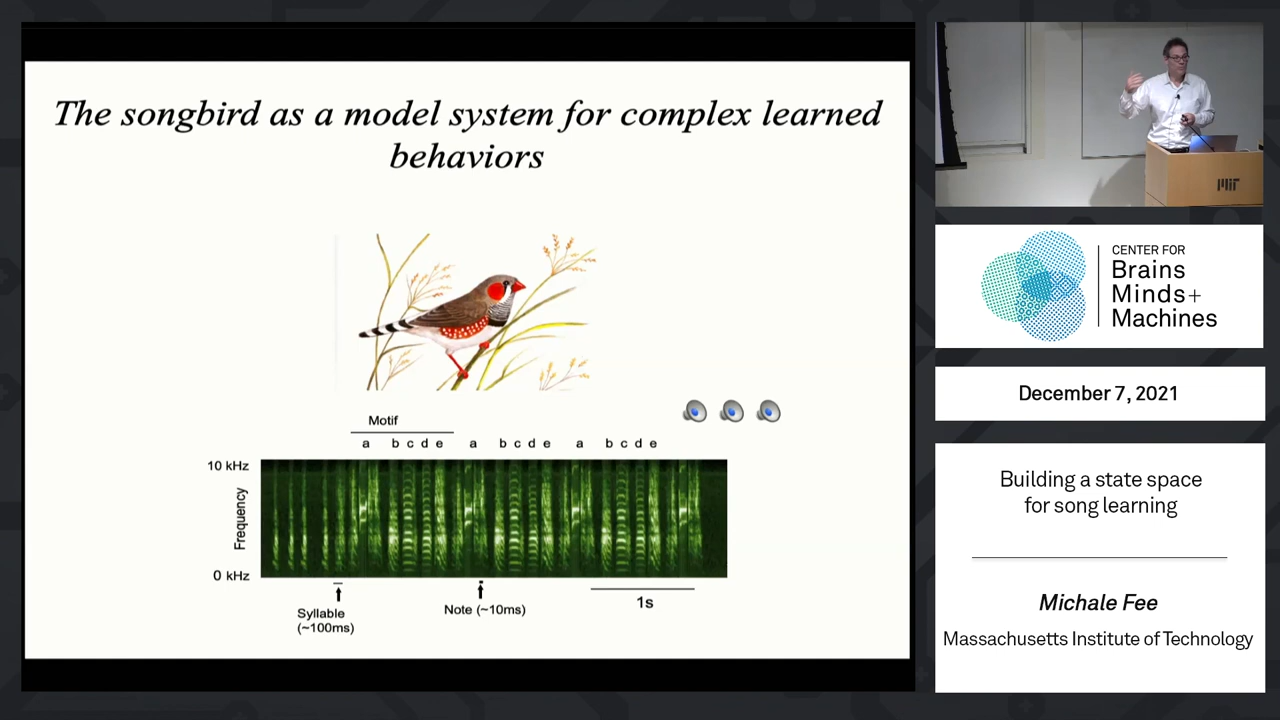 The songbird as a model system for complex learned
behaviors
Motif
a b c d e a b c d e a b c d e
10 kHz
Frequency
0 kHz
Syllable
(~100ms)
Note (~10ms)
1s
MIT
CENTER FOR
Brains
Minds+
Machines
December 7, 2021
Building a state space
for song learning
Michale Fee
Massachusetts Institute of Technology